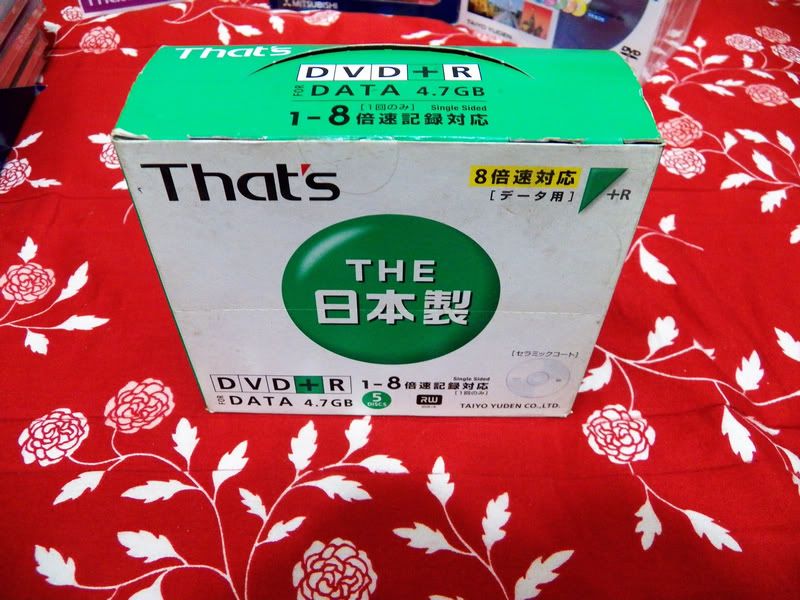 MITSUBISHI
TAIYO YUDEN
DVD
That's
DVD+R
FOR DATA 4.7GB
[1回のみ] Single Sided
1-8倍速記録対応
That's
8倍速対応
[データ用]
+R
THE
日本製
[セラミックコート]
DVD+R
FOR DATA 4.7GB
1-8倍速記録対応
Single Sided
[1回のみ]
5
DISCS
RW
TAIYO YUDEN CO.,LTD.